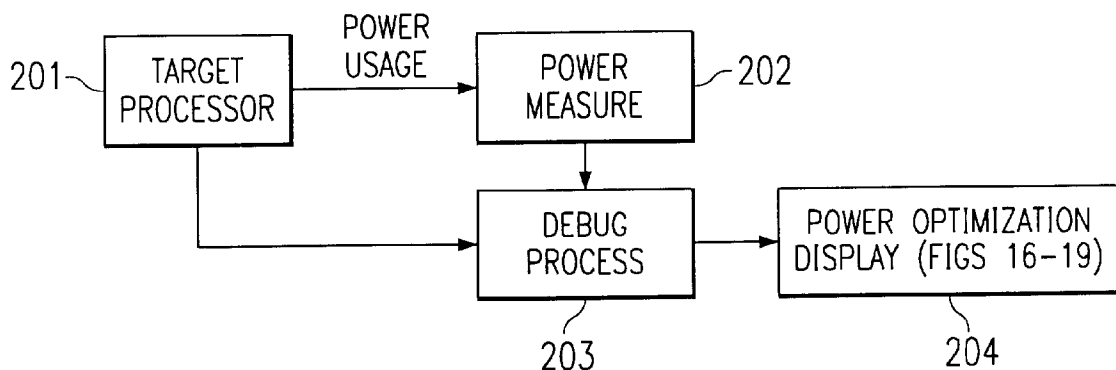 POWER
USAGE
201
TARGET
PROCESSOR
POWER
MEASURE
202
DEBUG
PROCESS
203
POWER OPTIMIZATION
DISPLAY (FIGS 16-19)
204